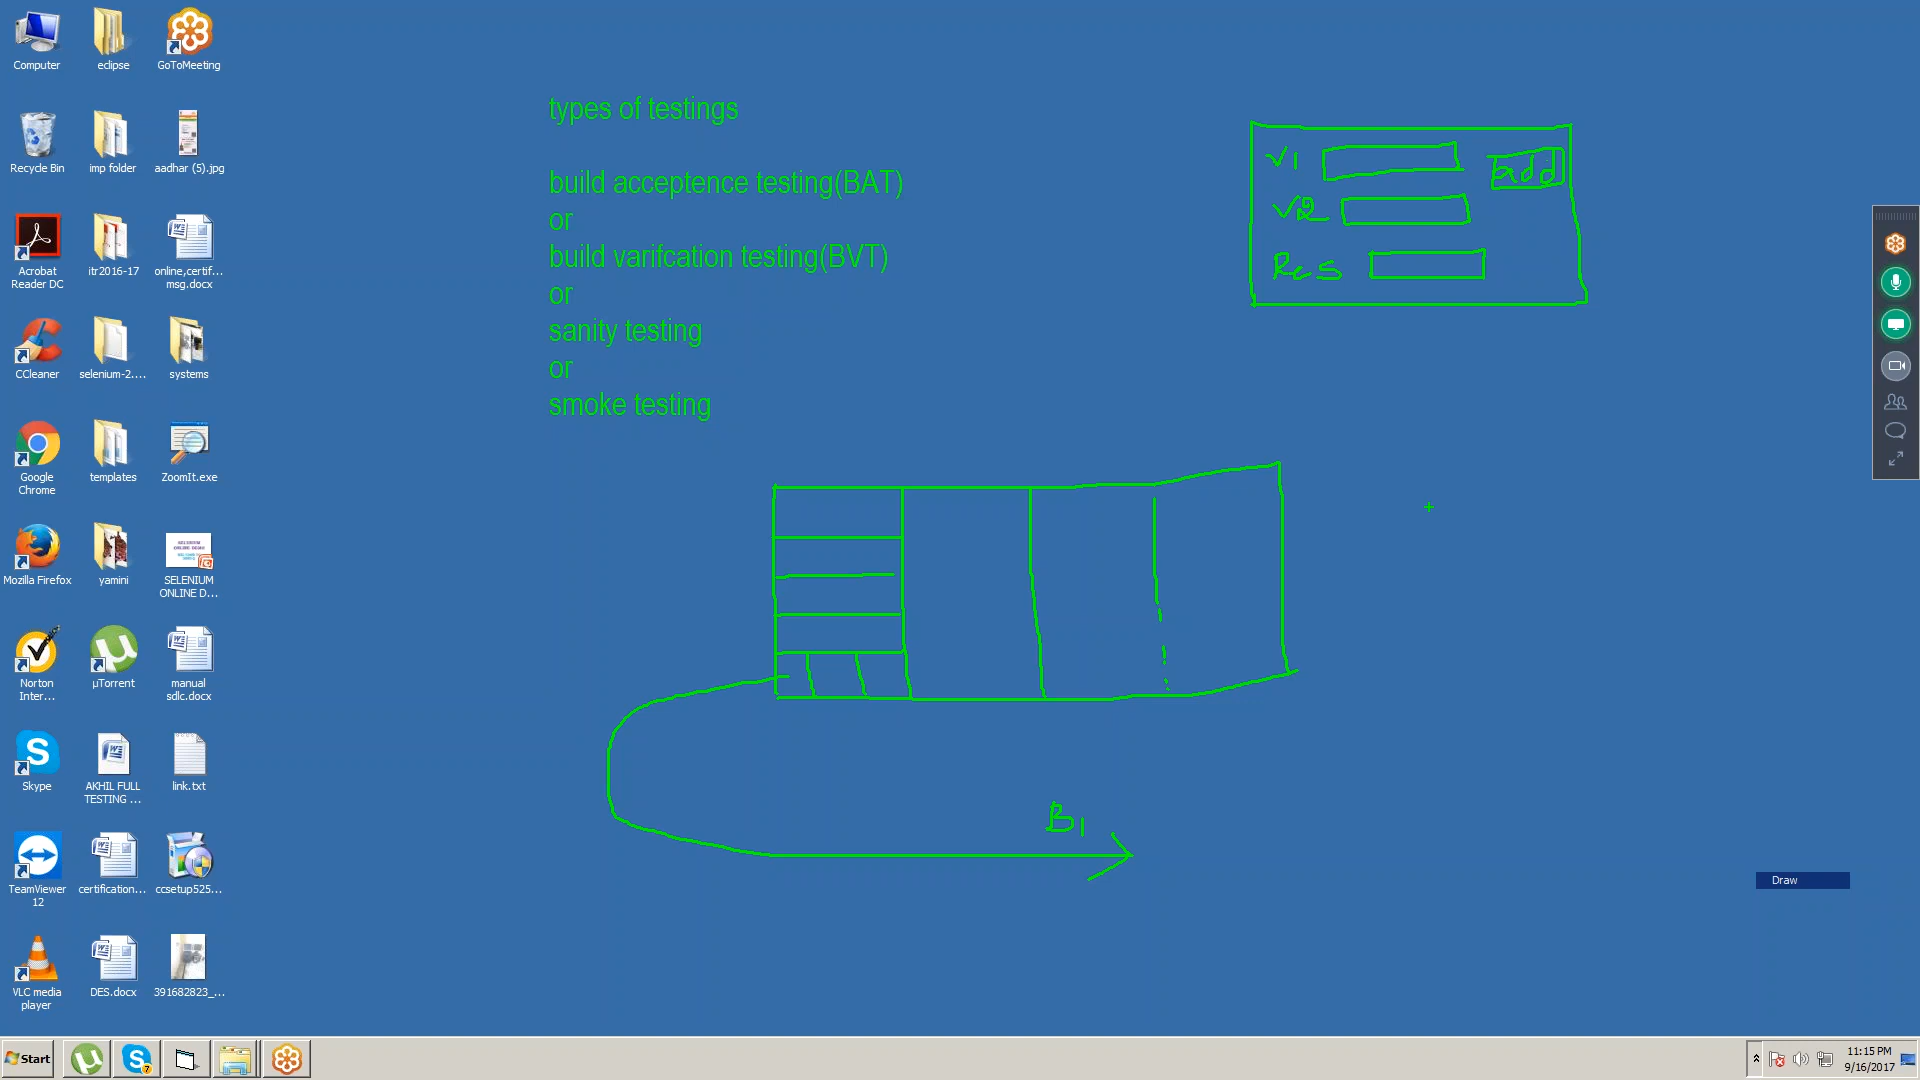 Computer
eclipse
GoToMeeting
Recycle Bin
imp folder
aadhar (5).jpg
Acrobat
Reader DC
itr2016-17
online,certif...
msg.docx
CCleaner
selenium-2....
systems
Google
Chrome
templates
ZoomIt.exe
Mozilla Firefox
yamini
SELENIUM
ONLINE D...
Norton
Inter...
µTorrent
manual
sdlc.docx
Skype
AKHIL FULL
TESTING ...
link.txt
TeamViewer
12
certification...
ccsetup525...
VLC media
player
DES.docx
391682823_...
types of testings
build acceptence testing(BAT)
or
build varifcation testing(BVT)
or
sanity testing
or
smoke testing
V1
add
V2
Res
B1
Draw
Start
7
11:15 PM
9/16/2017